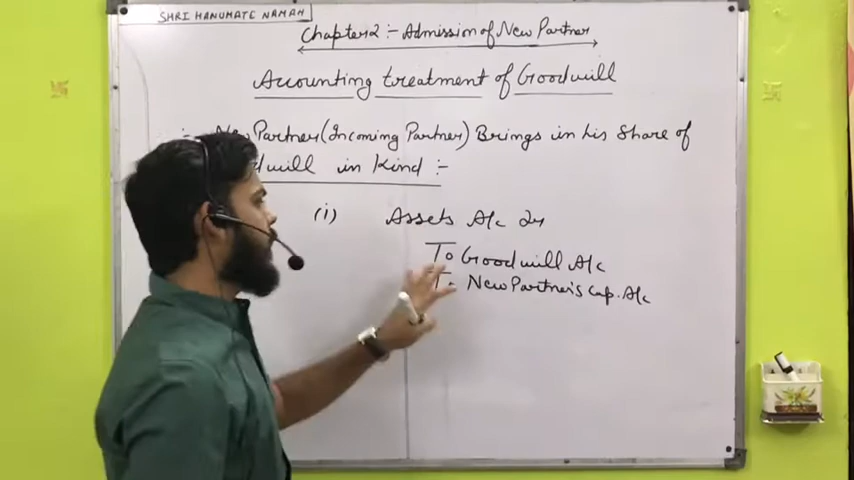 SHRI HANUMATE NAMAH
Chapter 2 :- Admission of New Partner
Accounting treatment of Goodwill
:- New Partner (Incoming Partner) Brings in his Share of
Goodwill in Kind :-
(i) Assets A/c Dr
To Goodwill A/c
To New Partner's Cap. A/c